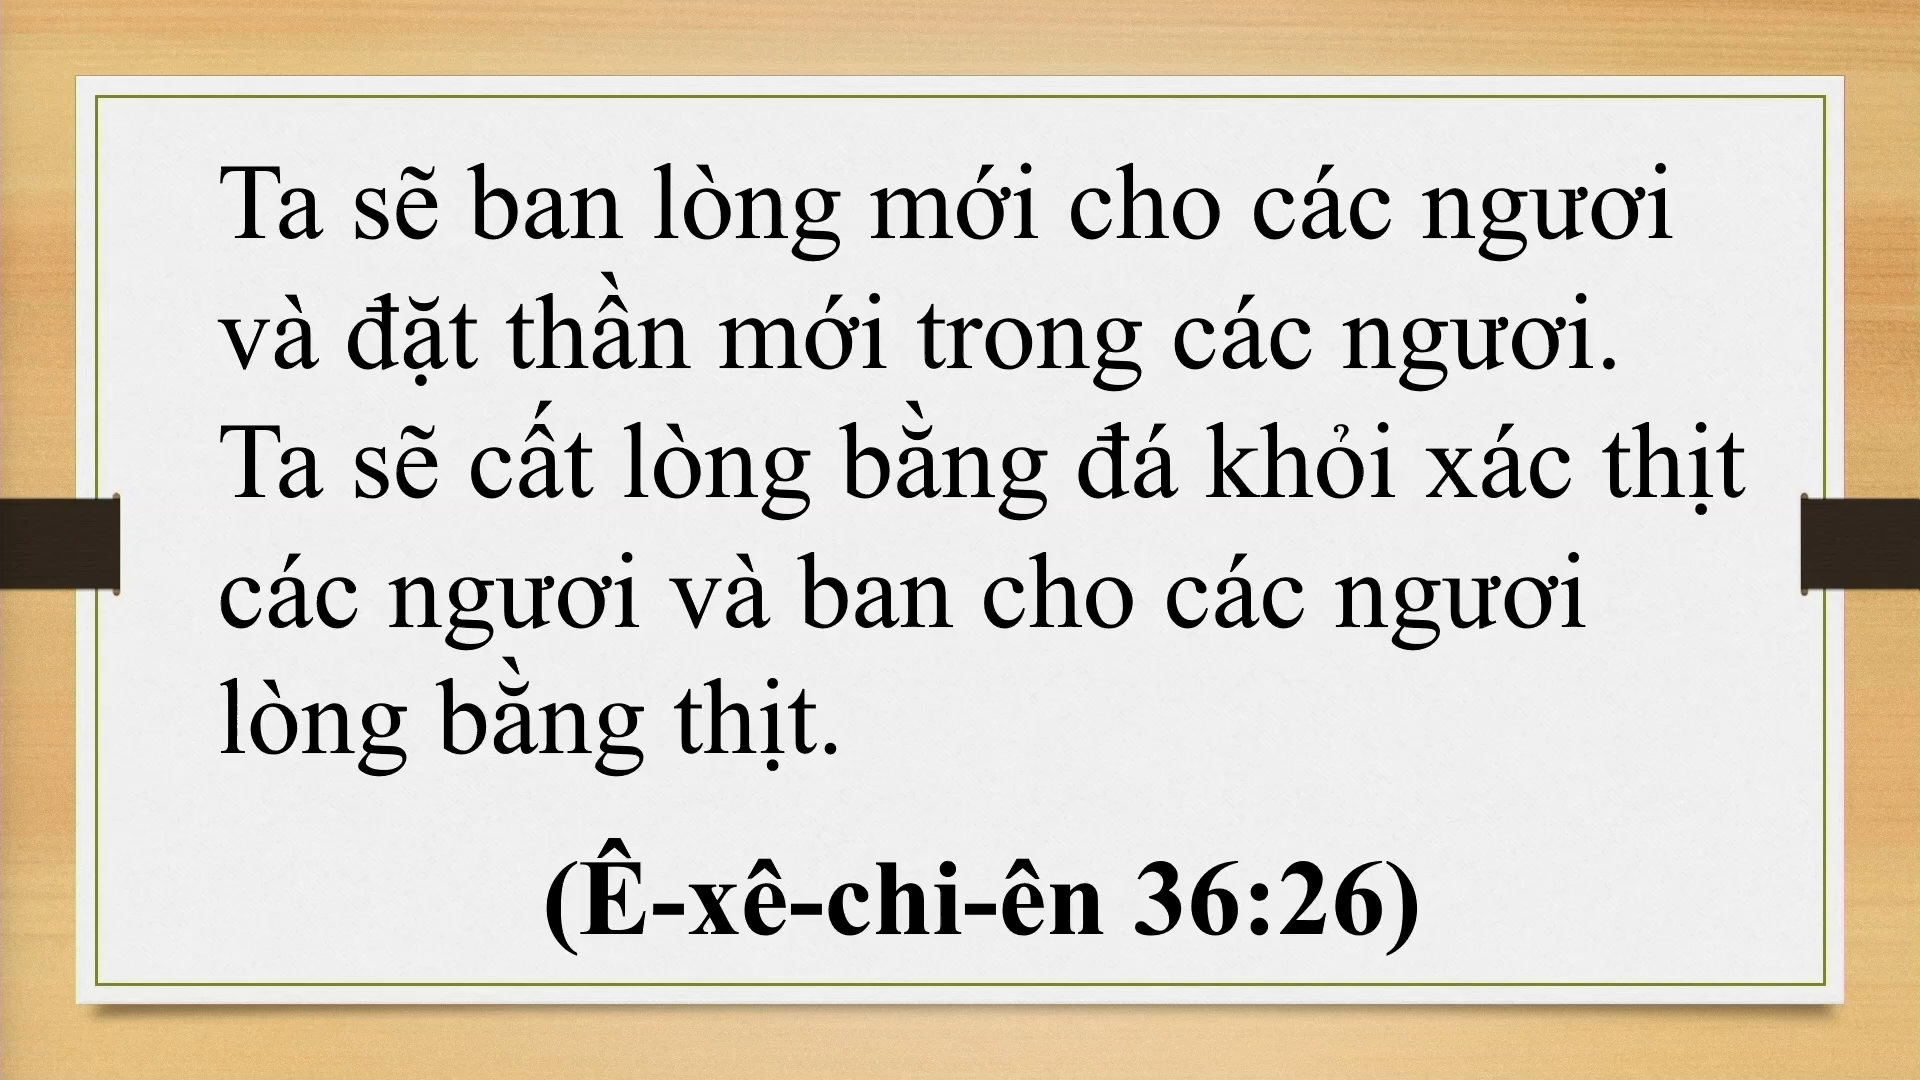 Ta sẽ ban lòng mới cho các ngươi
và đặt thần mới trong các ngươi.
Ta sẽ cất lòng bằng đá khỏi xác thịt
các ngươi và ban cho các ngươi
lòng bằng thịt.
(Ê-xê-chi-ên 36:26)